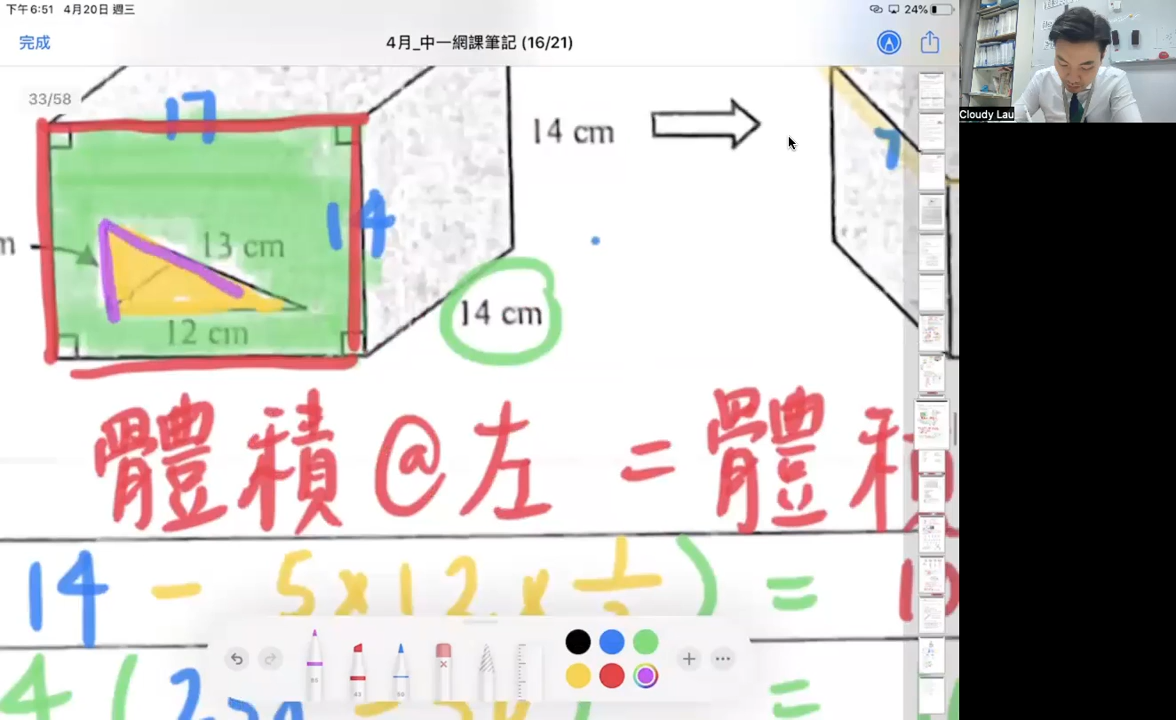 下午6:51 4月20日 週三
24%
完成
4月_中一網課筆記 (16/21)
Cloudy Lau
33/58
17
14 cm
7
14
13 cm
14 cm
12 cm
體積@左 = 體積
14 - 5×12×1/2) =
4(
=